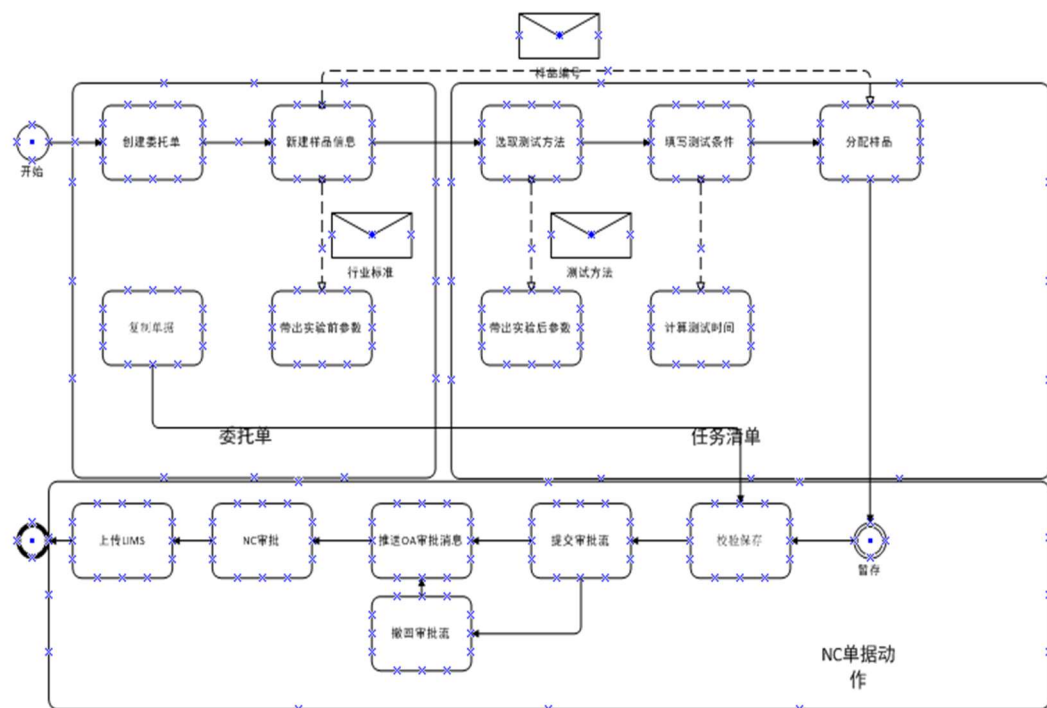 样品编号
创建委托单
新建样品信息
选取测试方法
填写测试条件
分配样品
开始
行业标准
测试方法
复制单据
带出实验前参数
带出实验后参数
计算测试时间
委托单
任务清单
上传LIMS
NC审批
推送OA审批消息
提交审批流
校验保存
暂存
撤回审批流
NC单据动
作